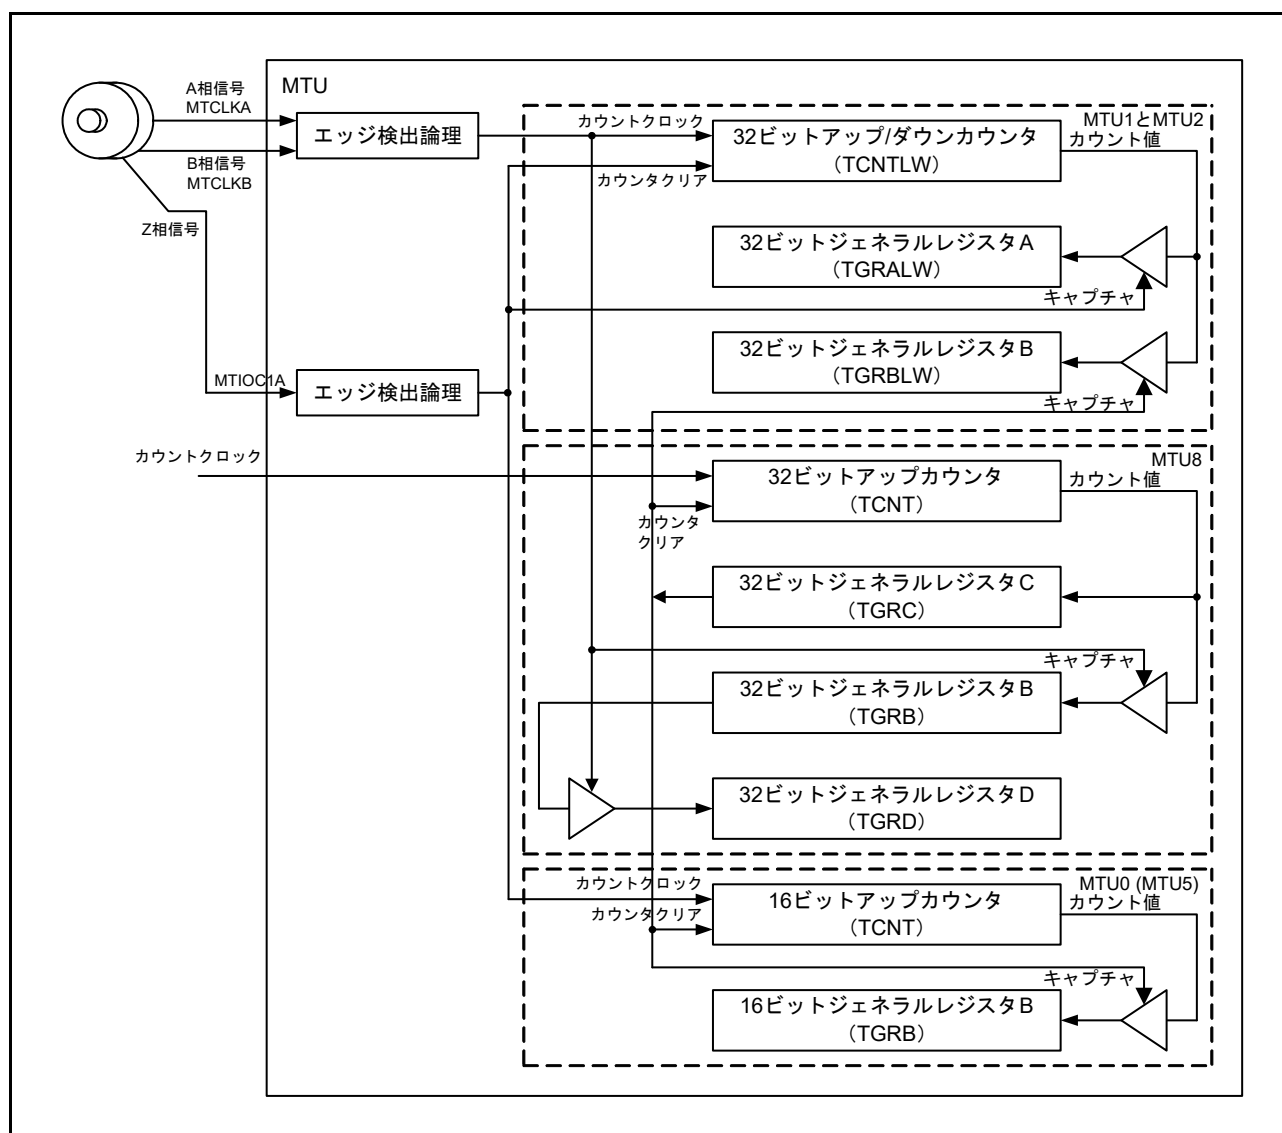 MTU
A相信号
MTCLKA
B相信号
MTCLKB
Z相信号
MTIOC1A
エッジ検出論理
エッジ検出論理
カウントクロック
カウンタクリア
MTU1とMTU2
カウント値
32ビットアップ/ダウンカウンタ
(TCNTLW)
32ビットジェネラルレジスタA
(TGRALW)
キャプチャ
32ビットジェネラルレジスタB
(TGRBLW)
キャプチャ
カウントクロック
MTU8
カウント値
32ビットアップカウンタ
(TCNT)
カウンタ
クリア
32ビットジェネラルレジスタC
(TGRC)
キャプチャ
32ビットジェネラルレジスタB
(TGRB)
32ビットジェネラルレジスタD
(TGRD)
カウントクロック
カウンタクリア
MTU0 (MTU5)
カウント値
16ビットアップカウンタ
(TCNT)
キャプチャ
16ビットジェネラルレジスタB
(TGRB)